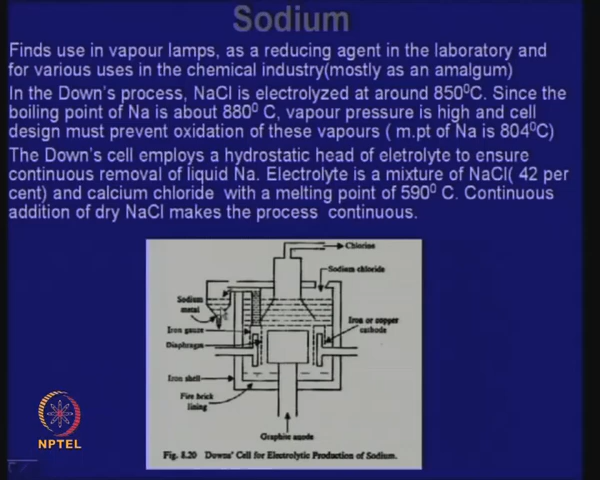 Sodium
Finds use in vapour lamps, as a reducing agent in the laboratory and
for various uses in the chemical industry(mostly as an amalgum)
In the Down's process, NaCl is electrolyzed at around 850⁰C. Since the
boiling point of Na is about 880⁰ C, vapour pressure is high and cell
design must prevent oxidation of these vapours ( m.pt of Na is 804⁰C)
The Down's cell employs a hydrostatic head of eletrolyte to ensure
continuous removal of liquid Na. Electrolyte is a mixture of NaCl( 42 per
cent) and calcium chloride with a melting point of 590⁰ C. Continuous
addition of dry NaCl makes the process continuous.
Chlorine
Sodium chloride
Sodium
metal
Iron or copper
cathode
Iron gauze
Diaphragm
Iron shell
Fire brick
lining
Graphite anode
Fig. 8.20 Downs' Cell for Electrolytic Production of Sodium.
NPTEL